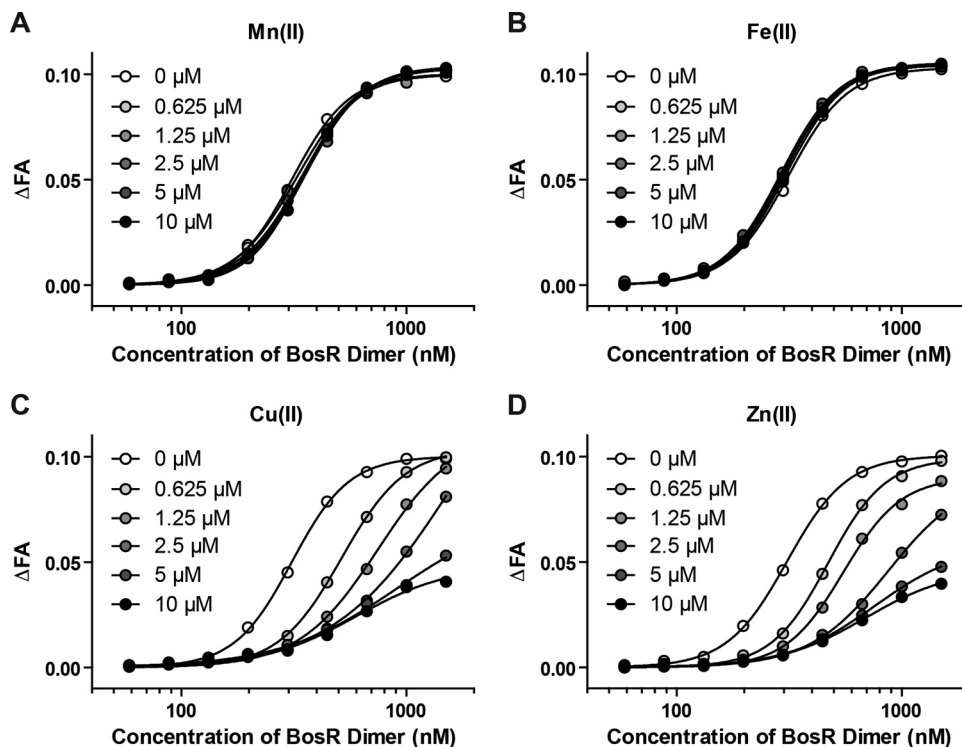 A
Mn(II)
0 µM
0.625 µM
1.25 µM
2.5 µM
5 µM
10 µM
0.10
0.05
0.00
ΔFA
100
1000
Concentration of BosR Dimer (nM)
B
Fe(II)
0 µM
0.625 µM
1.25 µM
2.5 µM
5 µM
10 µM
0.10
0.05
0.00
ΔFA
100
1000
Concentration of BosR Dimer (nM)
C
Cu(II)
0 µM
0.625 µM
1.25 µM
2.5 µM
5 µM
10 µM
0.10
0.05
0.00
ΔFA
100
1000
Concentration of BosR Dimer (nM)
D
Zn(II)
0 µM
0.625 µM
1.25 µM
2.5 µM
5 µM
10 µM
0.10
0.05
0.00
ΔFA
100
1000
Concentration of BosR Dimer (nM)